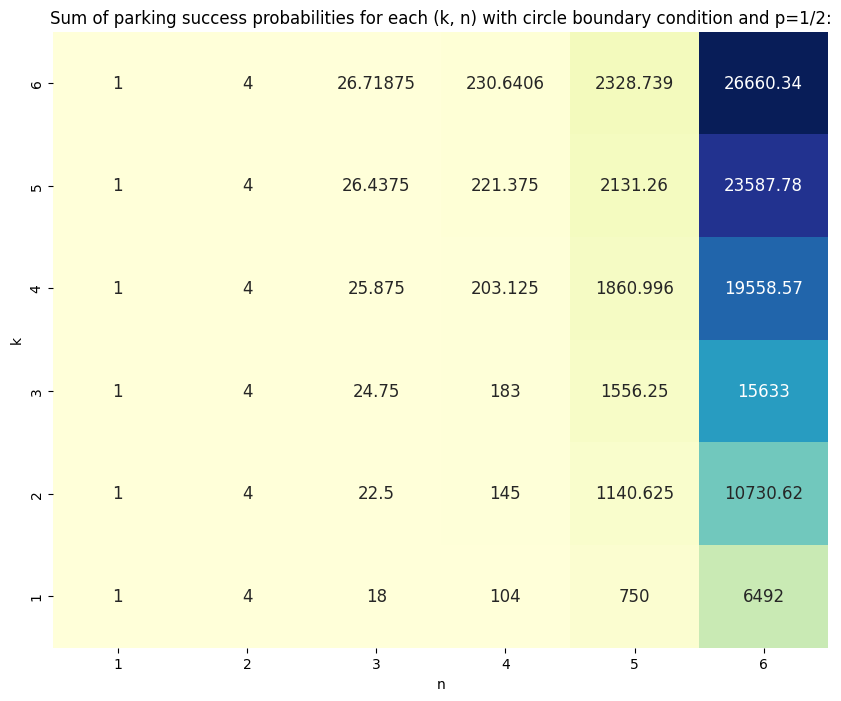 Sum of parking success probabilities for each (k, n) with circle boundary condition and p=1/2:
6 1 4 26.71875 230.6406 2328.739 26660.34
5 1 4 26.4375 221.375 2131.26 23587.78
4 1 4 25.875 203.125 1860.996 19558.57
k
3 1 4 24.75 183 1556.25 15633
2 1 4 22.5 145 1140.625 10730.62
1 1 4 18 104 750 6492
1 2 3 4 5 6
n